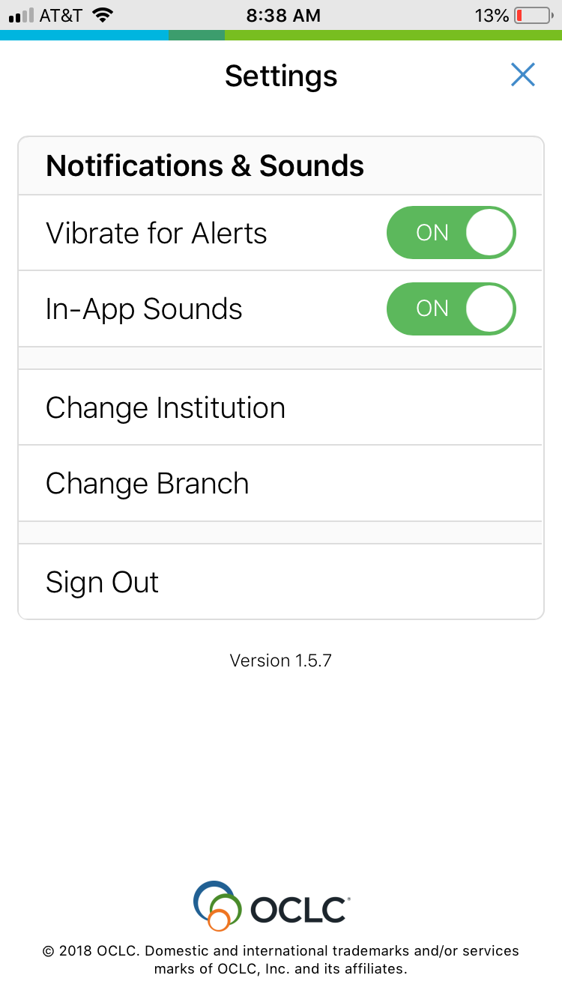 AT&T 8:38 AM 13%
Settings
Notifications & Sounds
Vibrate for Alerts ON
In-App Sounds ON
Change Institution
Change Branch
Sign Out
Version 1.5.7
OCLC®
© 2018 OCLC. Domestic and international trademarks and/or services
marks of OCLC, Inc. and its affiliates.